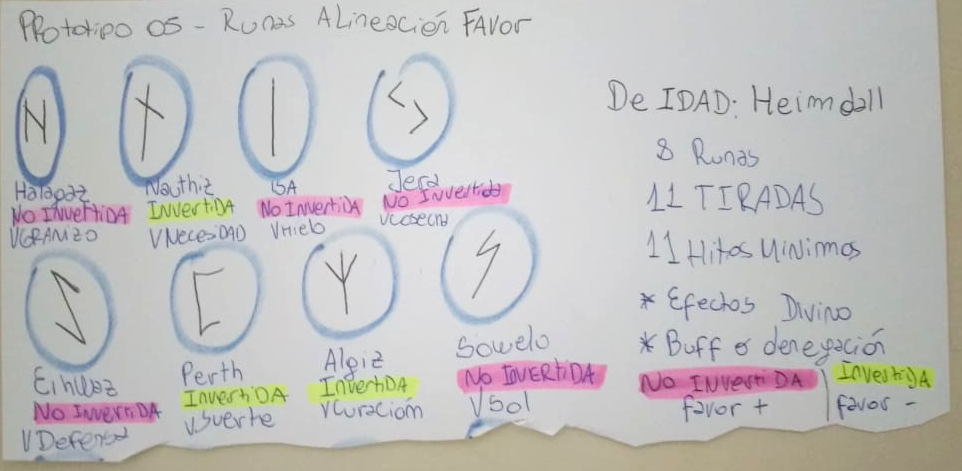 PROtotipo 05 - Runas Alineación FAVOR
Halagaz
No InvertiDA
VGRANIZO
Nauthiz
InvertiDA
VNecesiDAD
ISA
No InvertiDA
VHielo
Jera
No Invertida
VCosecha
Eihwaz
No InvertiDA
VDefensa
Perth
InvertiDA
VSuerte
Algiz
InvertiDA
VCuración
Sowelo
No InvertiDA
VSol
DeIDAD: Heimdall
8 Runas
11 TIRADAS
11 Hitos MiNimos
* Efectos Divino
* Buff o denegación
No InvertiDA InvertiDA
favor + favor -